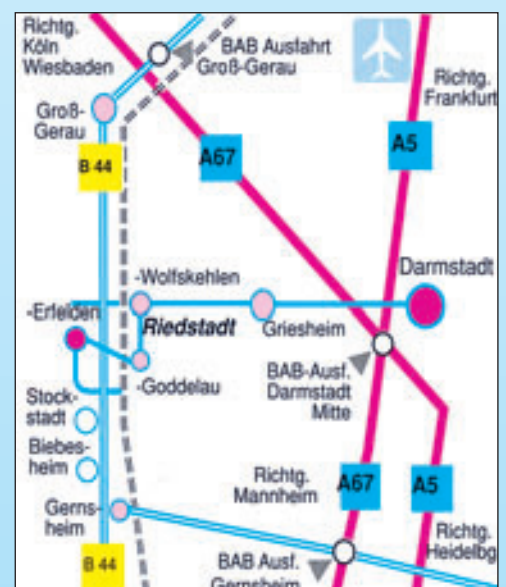 Richtg.
Köln
Wiesbaden
BAB Ausfahrt
Groß-Gerau
Richtg.
Frankfurt
Groß-
Gerau
B 44
A67
A5
-Wolfskehlen
Darmstadt
-Erfelden
Riedstadt
Griesheim
BAB-Ausf.
Darmstadt
Mitte
-Goddelau
Stock-
stadt
Biebes-
heim
Richtg.
Mannheim
A67
A5
Gerns-
heim
Richtg.
Heidelbg
B 44
BAB Ausf.
Gernsheim